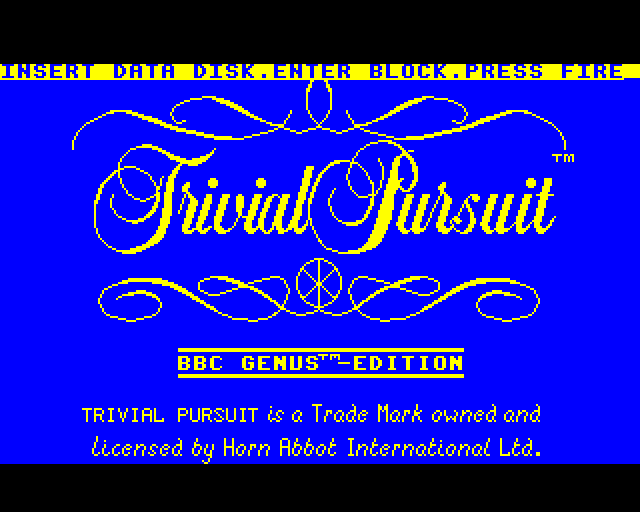 INSERT DATA DISK.ENTER BLOCK.PRESS FIRE
Trivial Pursuit™
BBC GENUS™-EDITION
TRIVIAL PURSUIT is a Trade Mark owned and
licensed by Horn Abbot International Ltd.